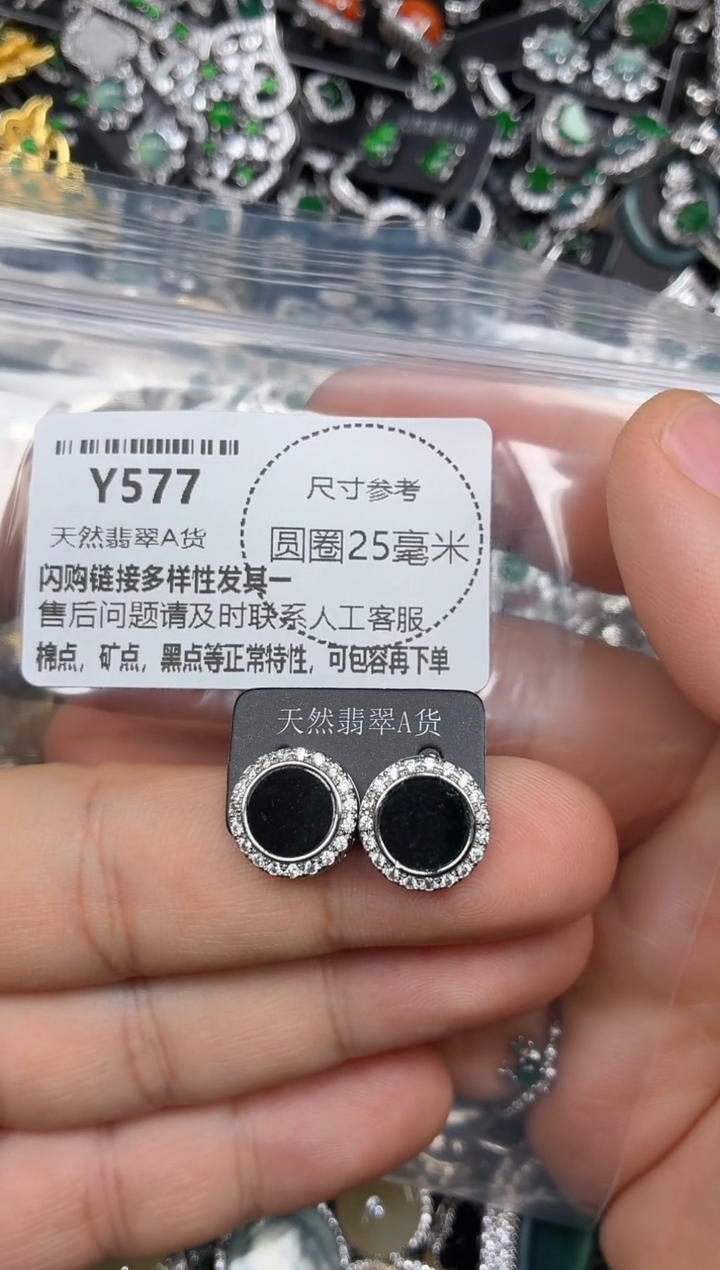 Y577
尺寸参考
天然翡翠A货
圆圈25毫米
闪购链接多样性发其一
售后问题请及时联系人工客服
棉点，矿点，黑点等正常特性，可包容再下单
天然翡翠A货